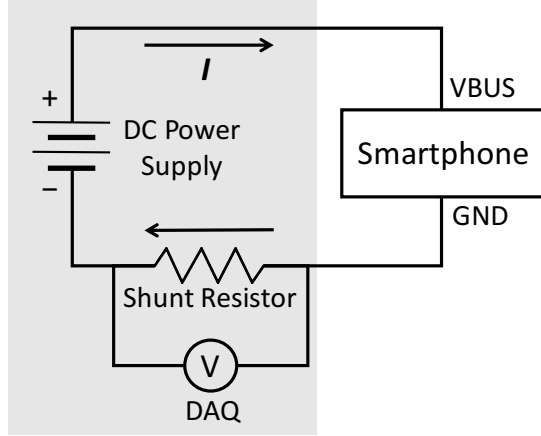 I
+
VBUS
DC Power
Supply
Smartphone
−
GND
Shunt Resistor
V
DAQ